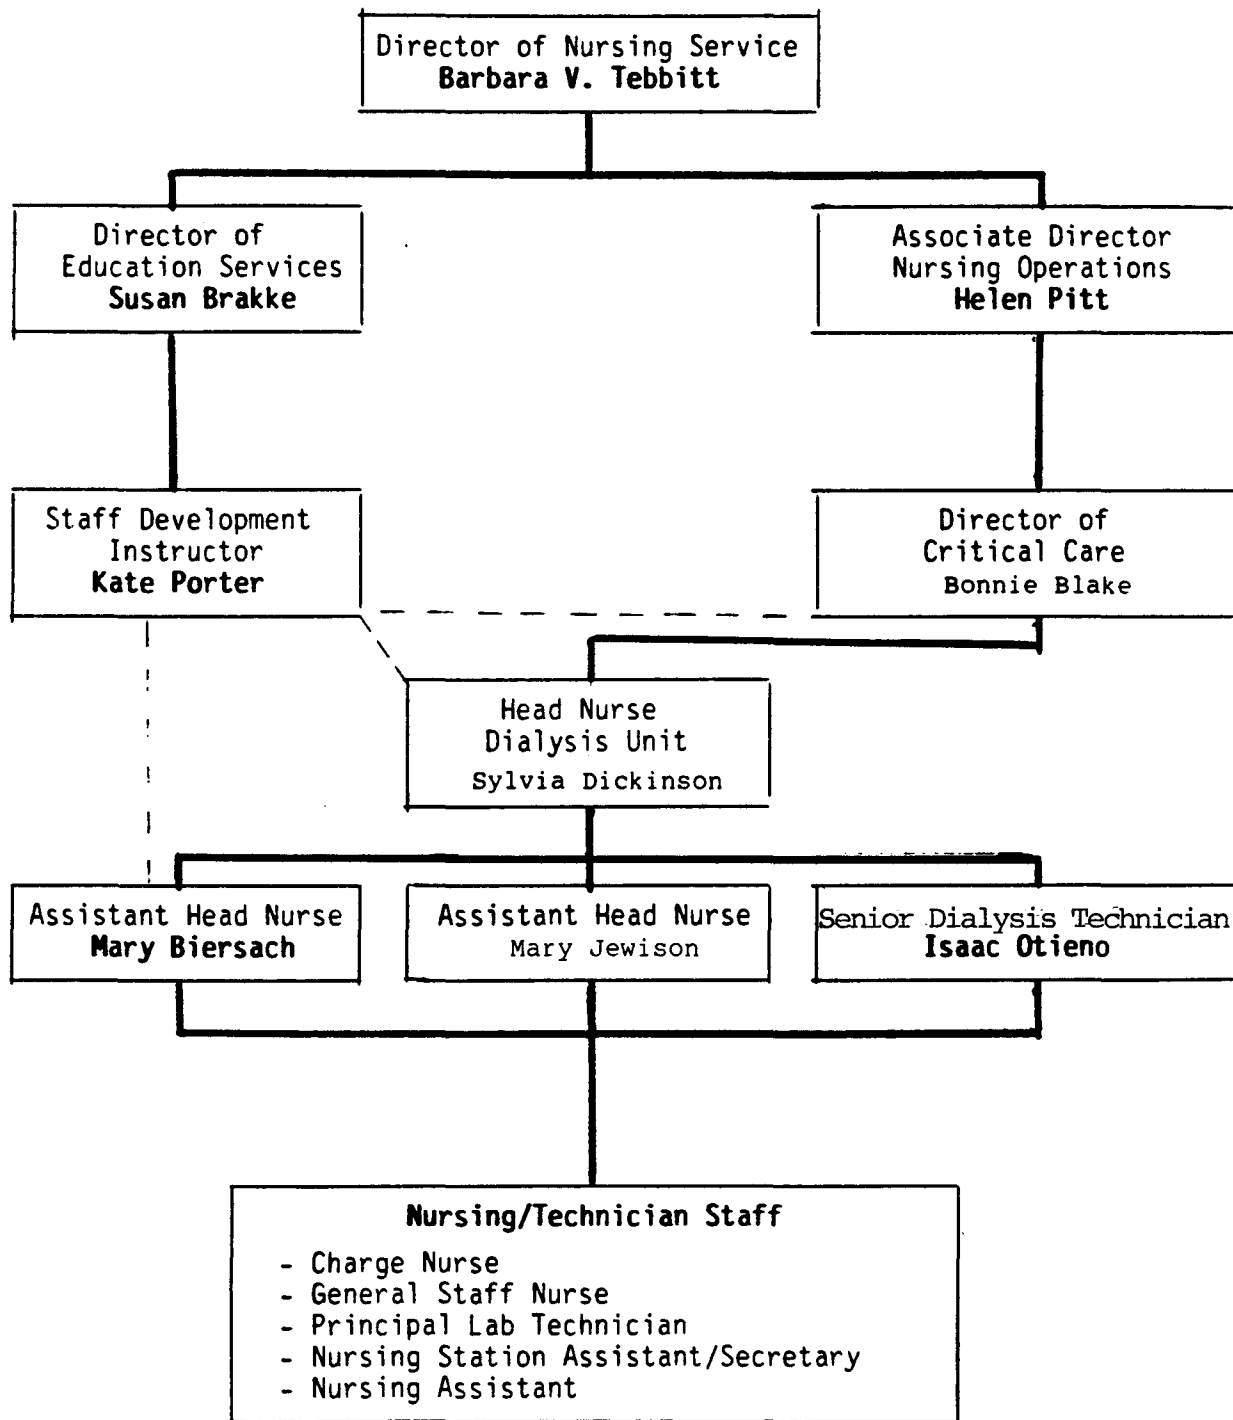 Director of Nursing Service
Barbara V. Tebbitt
Director of
Education Services
Susan Brakke
Associate Director
Nursing Operations
Helen Pitt
Staff Development
Instructor
Kate Porter
Director of
Critical Care
Bonnie Blake
Head Nurse
Dialysis Unit
Sylvia Dickinson
Assistant Head Nurse
Mary Biersach
Assistant Head Nurse
Mary Jewison
Senior Dialysis Technician
Isaac Otieno
Nursing/Technician Staff
- Charge Nurse
- General Staff Nurse
- Principal Lab Technician
- Nursing Station Assistant/Secretary
- Nursing Assistant